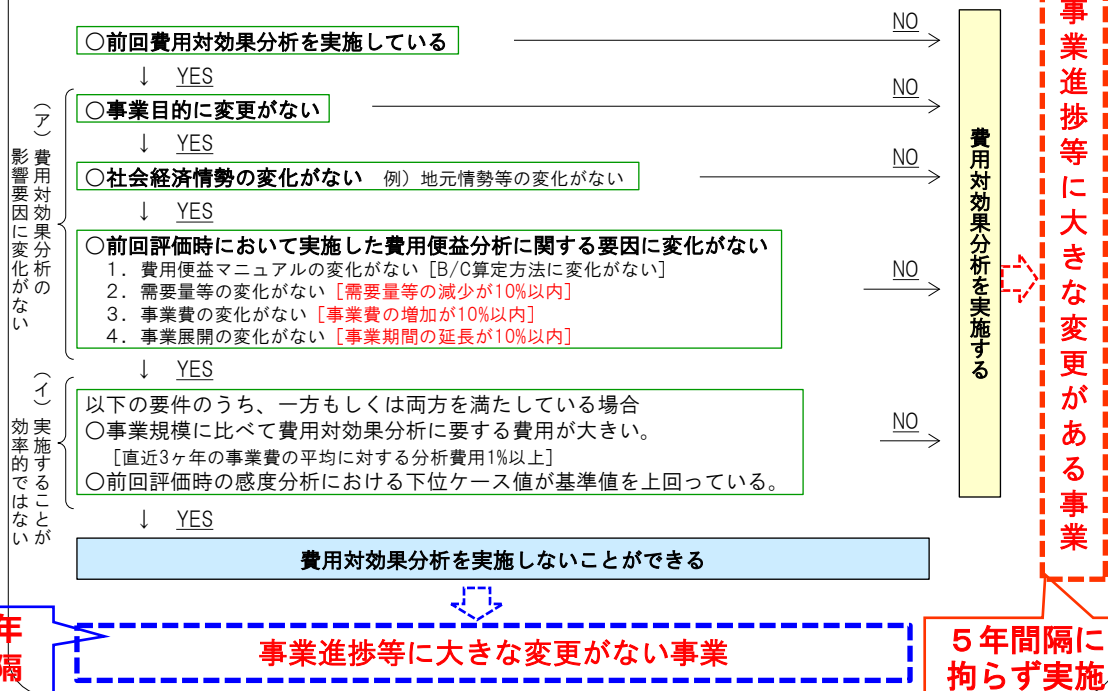 ○前回費用対効果分析を実施している
NO
↓ YES
○事業目的に変更がない
NO
↓ YES
○社会経済情勢の変化がない 例）地元情勢等の変化がない
NO
↓ YES
○前回評価時において実施した費用便益分析に関する要因に変化がない
1．費用便益マニュアルの変化がない［B/C算定方法に変化がない］
2．需要量等の変化がない［需要量等の減少が10%以内］
3．事業費の変化がない［事業費の増加が10%以内］
4．事業展開の変化がない［事業期間の延長が10%以内］
NO
↓ YES
（ア）費用対効果分析の
影響要因に変化がない
以下の要件のうち、一方もしくは両方を満たしている場合
○事業規模に比べて費用対効果分析に要する費用が大きい。
［直近3ヶ年の事業費の平均に対する分析費用1%以上］
○前回評価時の感度分析における下位ケース値が基準値を上回っている。
NO
↓ YES
（イ）実施することが
効率的ではない
費用対効果分析を実施しないことができる
費用対効果分析を実施する
事業進捗等に大きな変更がある事業
年
隔
事業進捗等に大きな変更がない事業
５年間隔に
拘らず実施